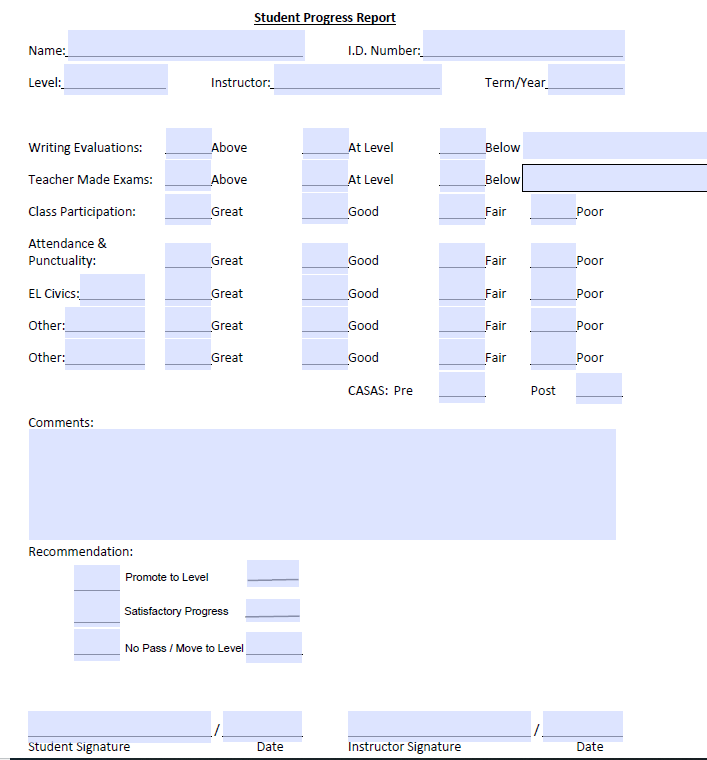 Student Progress Report
Name: I.D. Number:
Level: Instructor: Term/Year
Writing Evaluations: Above At Level Below
Teacher Made Exams: Above At Level Below
Class Participation: Great Good Fair Poor
Attendance &
Punctuality: Great Good Fair Poor
EL Civics: Great Good Fair Poor
Other: Great Good Fair Poor
Other: Great Good Fair Poor
CASAS: Pre Post
Comments:
Recommendation:
Promote to Level
Satisfactory Progress
No Pass / Move to Level
/ /
Student Signature Date Instructor Signature Date